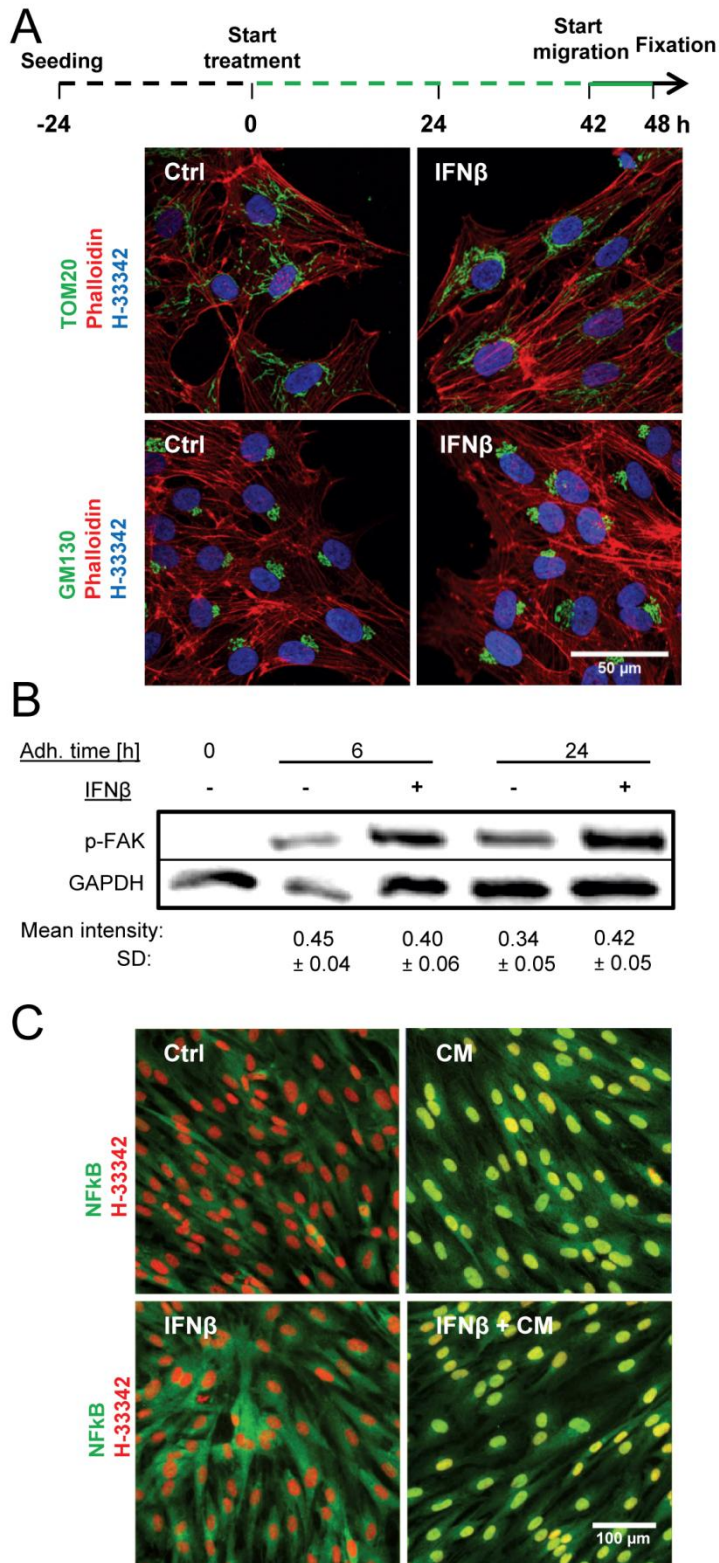 A
Seeding
Start treatment
Start migration
Fixation
-24 0 24 42 48 h
TOM20
Phalloidin
H-33342
Ctrl
IFNβ
GM130
Phalloidin
H-33342
Ctrl
IFNβ
50 µm
B
Adh. time [h] 0 6 24
IFNβ - - + - +
p-FAK
GAPDH
Mean intensity: 0.45 0.40 0.34 0.42
SD: ± 0.04 ± 0.06 ± 0.05 ± 0.05
C
NFkB
H-33342
Ctrl
CM
NFkB
H-33342
IFNβ
IFNβ + CM
100 µm